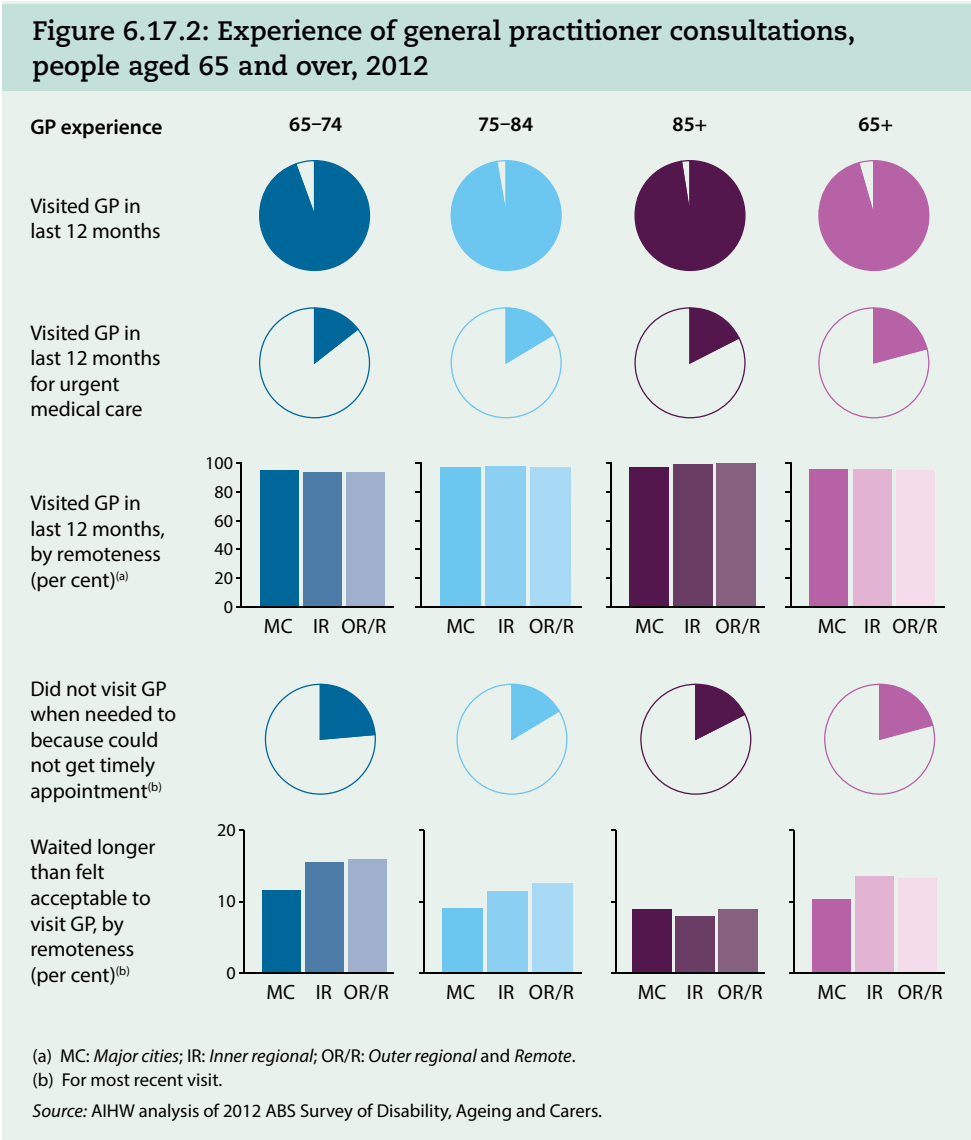 Figure 6.17.2: Experience of general practitioner consultations,
people aged 65 and over, 2012
GP experience 65–74 75–84 85+ 65+
Visited GP in
last 12 months
Visited GP in
last 12 months
for urgent
medical care
Visited GP in
last 12 months,
by remoteness
(per cent)(a)
100
80
60
40
20
0
MC IR OR/R MC IR OR/R MC IR OR/R MC IR OR/R
Did not visit GP
when needed to
because could
not get timely
appointment(b)
Waited longer
than felt
acceptable to
visit GP, by
remoteness
(per cent)(b)
20
10
0
MC IR OR/R MC IR OR/R MC IR OR/R MC IR OR/R
(a) MC: Major cities; IR: Inner regional; OR/R: Outer regional and Remote.
(b) For most recent visit.
Source: AIHW analysis of 2012 ABS Survey of Disability, Ageing and Carers.